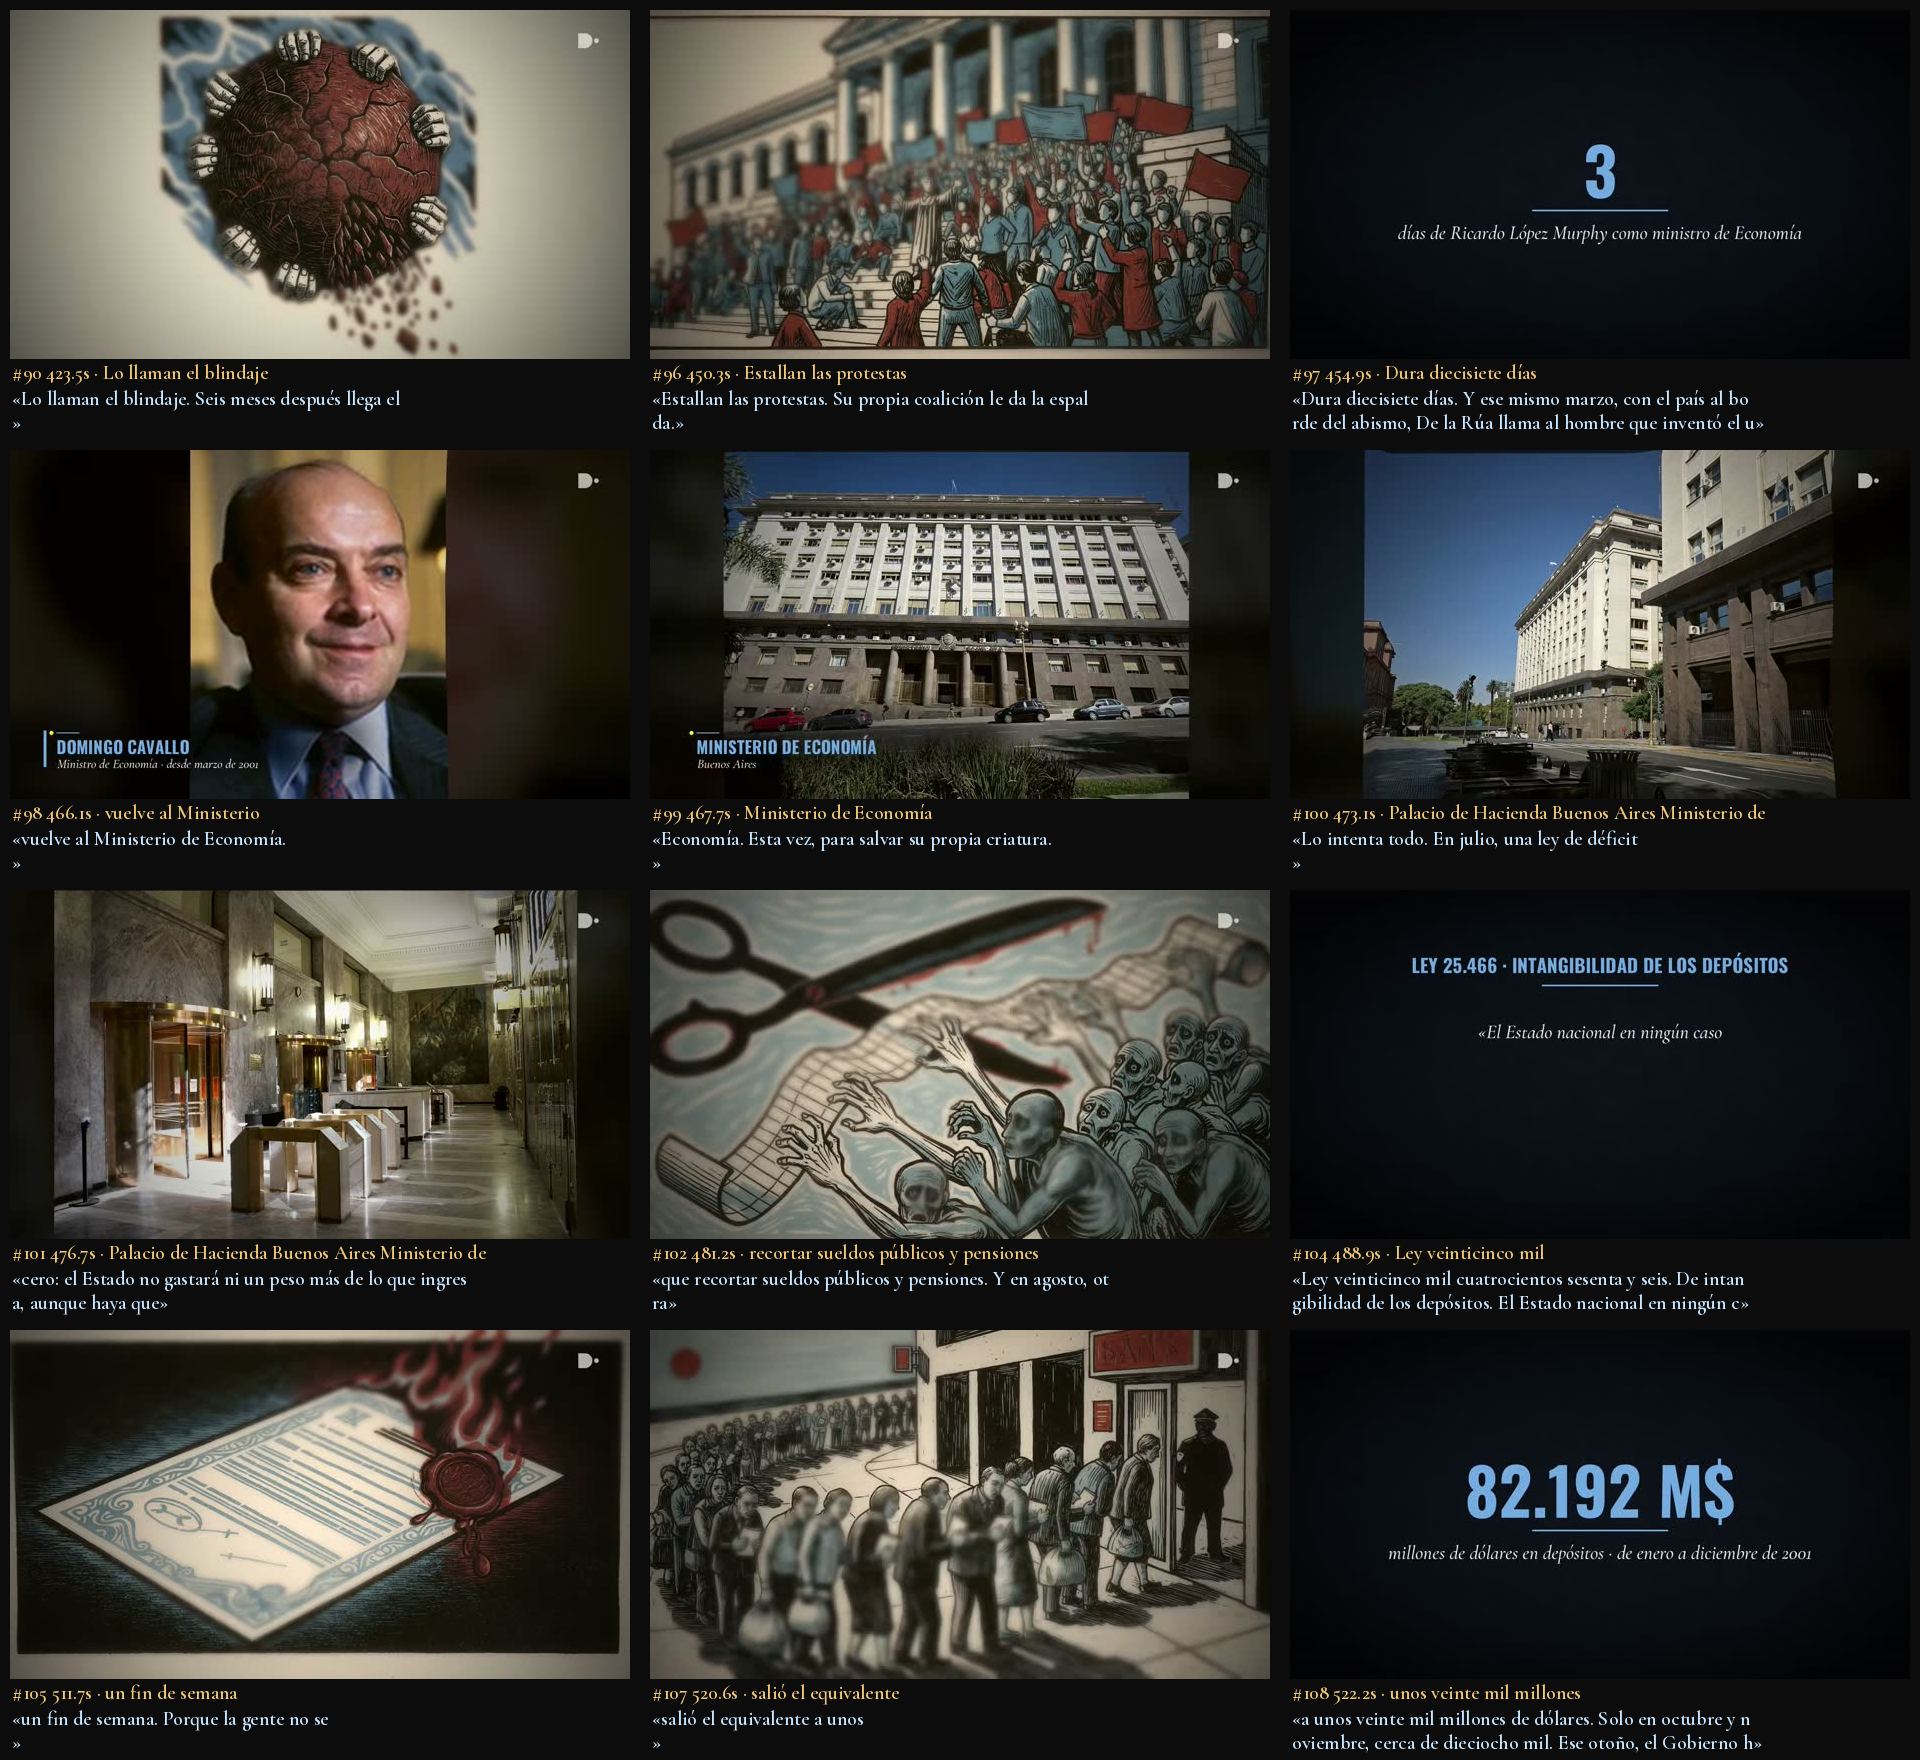 #90 423.5s · Lo llaman el blindaje
«Lo llaman el blindaje. Seis meses después llega el
»
#96 450.3s · Estallan las protestas
«Estallan las protestas. Su propia coalición le da la espal
da.»
3
días de Ricardo López Murphy como ministro de Economía
#97 454.9s · Dura diecisiete días
«Dura diecisiete días. Y ese mismo marzo, con el país al bo
rde del abismo, De la Rúa llama al hombre que inventó el u»
DOMINGO CAVALLO
Ministro de Economía · desde marzo de 2001
#98 466.1s · vuelve al Ministerio
«vuelve al Ministerio de Economía.
»
MINISTERIO DE ECONOMÍA
Buenos Aires
#99 467.7s · Ministerio de Economía
«Economía. Esta vez, para salvar su propia criatura.
»
#100 473.1s · Palacio de Hacienda Buenos Aires Ministerio de
«Lo intenta todo. En julio, una ley de déficit
»
#101 476.7s · Palacio de Hacienda Buenos Aires Ministerio de
«cero: el Estado no gastará ni un peso más de lo que ingres
a, aunque haya que»
#102 481.2s · recortar sueldos públicos y pensiones
«que recortar sueldos públicos y pensiones. Y en agosto, ot
ra»
LEY 25.466 · INTANGIBILIDAD DE LOS DEPÓSITOS
«El Estado nacional en ningún caso
#104 488.9s · Ley veinticinco mil
«Ley veinticinco mil cuatrocientos sesenta y seis. De intan
gibilidad de los depósitos. El Estado nacional en ningún c»
#105 511.7s · un fin de semana
«un fin de semana. Porque la gente no se
»
#107 520.6s · salió el equivalente
«salió el equivalente a unos
»
82.192 M$
millones de dólares en depósitos · de enero a diciembre de 2001
#108 522.2s · unos veinte mil millones
«a unos veinte mil millones de dólares. Solo en octubre y n
oviembre, cerca de dieciocho mil. Ese otoño, el Gobierno h»